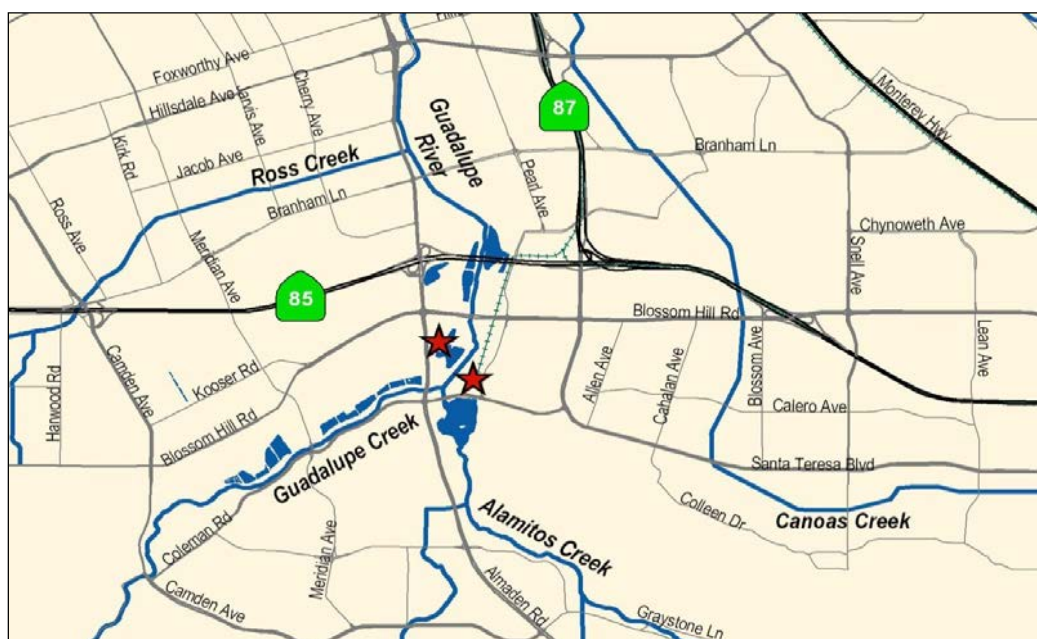 Foxworthy Ave
Hillsdale Ave
Jarvis Ave
Cherry Ave
Kirk Rd
Jacob Ave
Ross Creek
Branham Ln
Ross Ave
Meridian Ave
Guadalupe
River
87
Pearl Ave
Monterey Hwy
Branham Ln
Chynoweth Ave
Snell Ave
85
Blossom Hill Rd
Lean Ave
Harwood Rd
Camden Ave
Kooser Rd
Blossom Hill Rd
Allen Ave
Cahalan Ave
Blossom Ave
Calero Ave
Guadalupe Creek
Santa Teresa Blvd
Coleman Rd
Meridian Ave
Colleen Dr
Canoas Creek
Alamitos Creek
Camden Ave
Almaden Rd
Graystone Ln